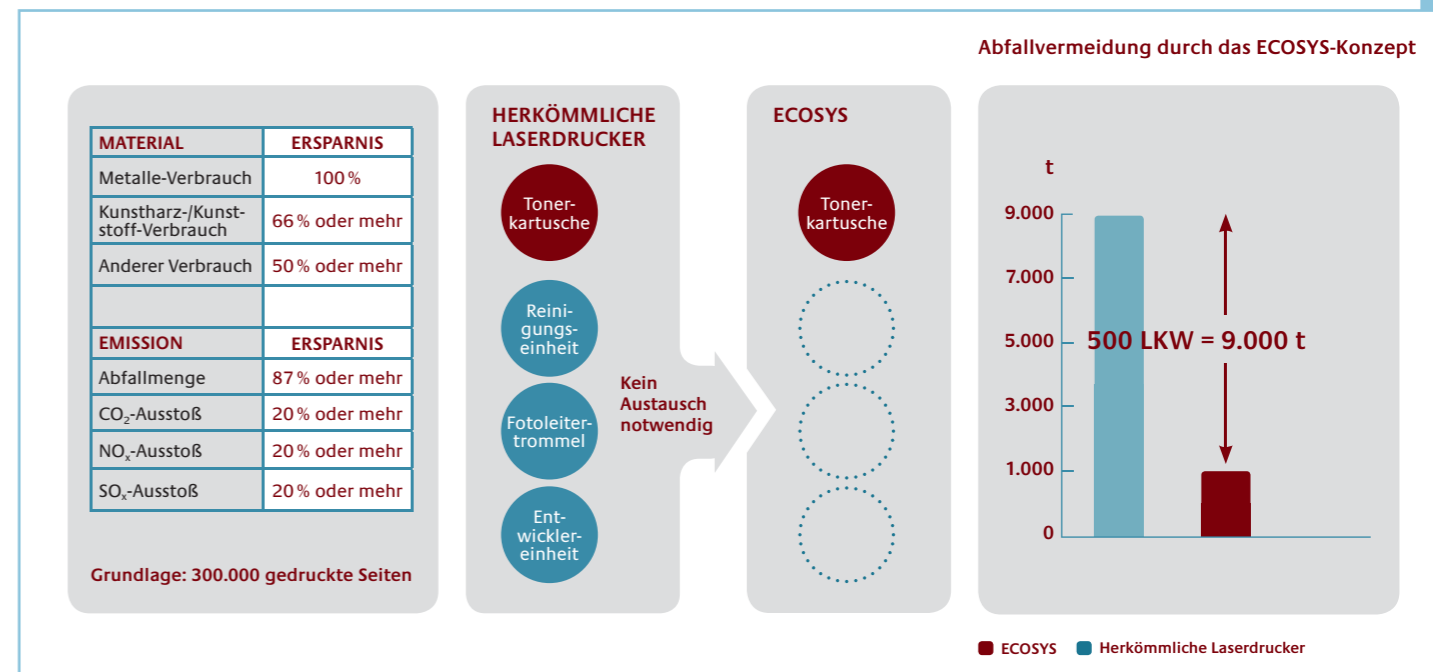 Abfallvermeidung durch das ECOSYS-Konzept
MATERIAL ERSPARNIS
Metalle-Verbrauch 100 %
Kunstharz-/Kunst-
stoff-Verbrauch 66 % oder mehr
Anderer Verbrauch 50 % oder mehr
EMISSION ERSPARNIS
Abfallmenge 87 % oder mehr
CO₂-Ausstoß 20 % oder mehr
NOₓ-Ausstoß 20 % oder mehr
SOₓ-Ausstoß 20 % oder mehr
Grundlage: 300.000 gedruckte Seiten
HERKÖMMLICHE
LASERDRUCKER
Toner-
kartusche
Reini-
gungs-
einheit
Fotoleiter-
trommel
Ent-
wickler-
einheit
Kein
Austausch
notwendig
ECOSYS
Toner-
kartusche
t
9.000
7.000
5.000
3.000
1.000
0
500 LKW = 9.000 t
ECOSYS
Herkömmliche Laserdrucker